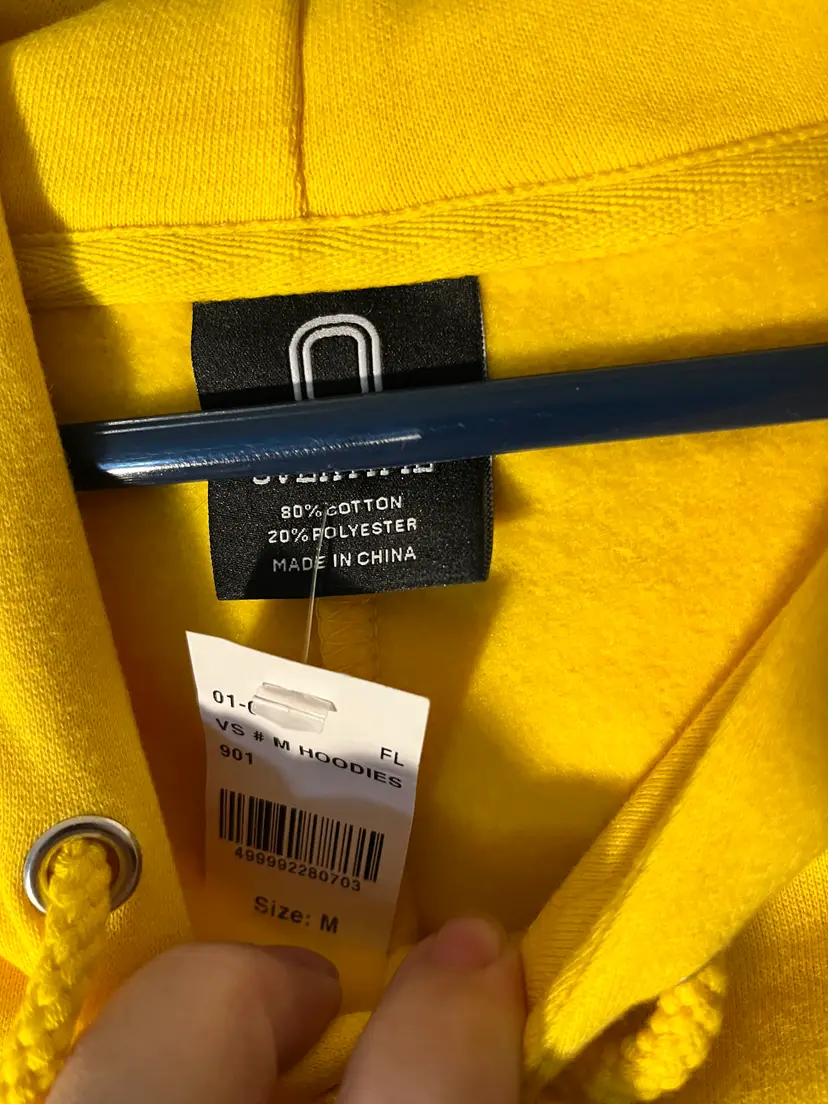 80% COTTON
20% POLYESTER
MADE IN CHINA
01-
FL
VS # M HOODIES
901
499992280703
Size: M